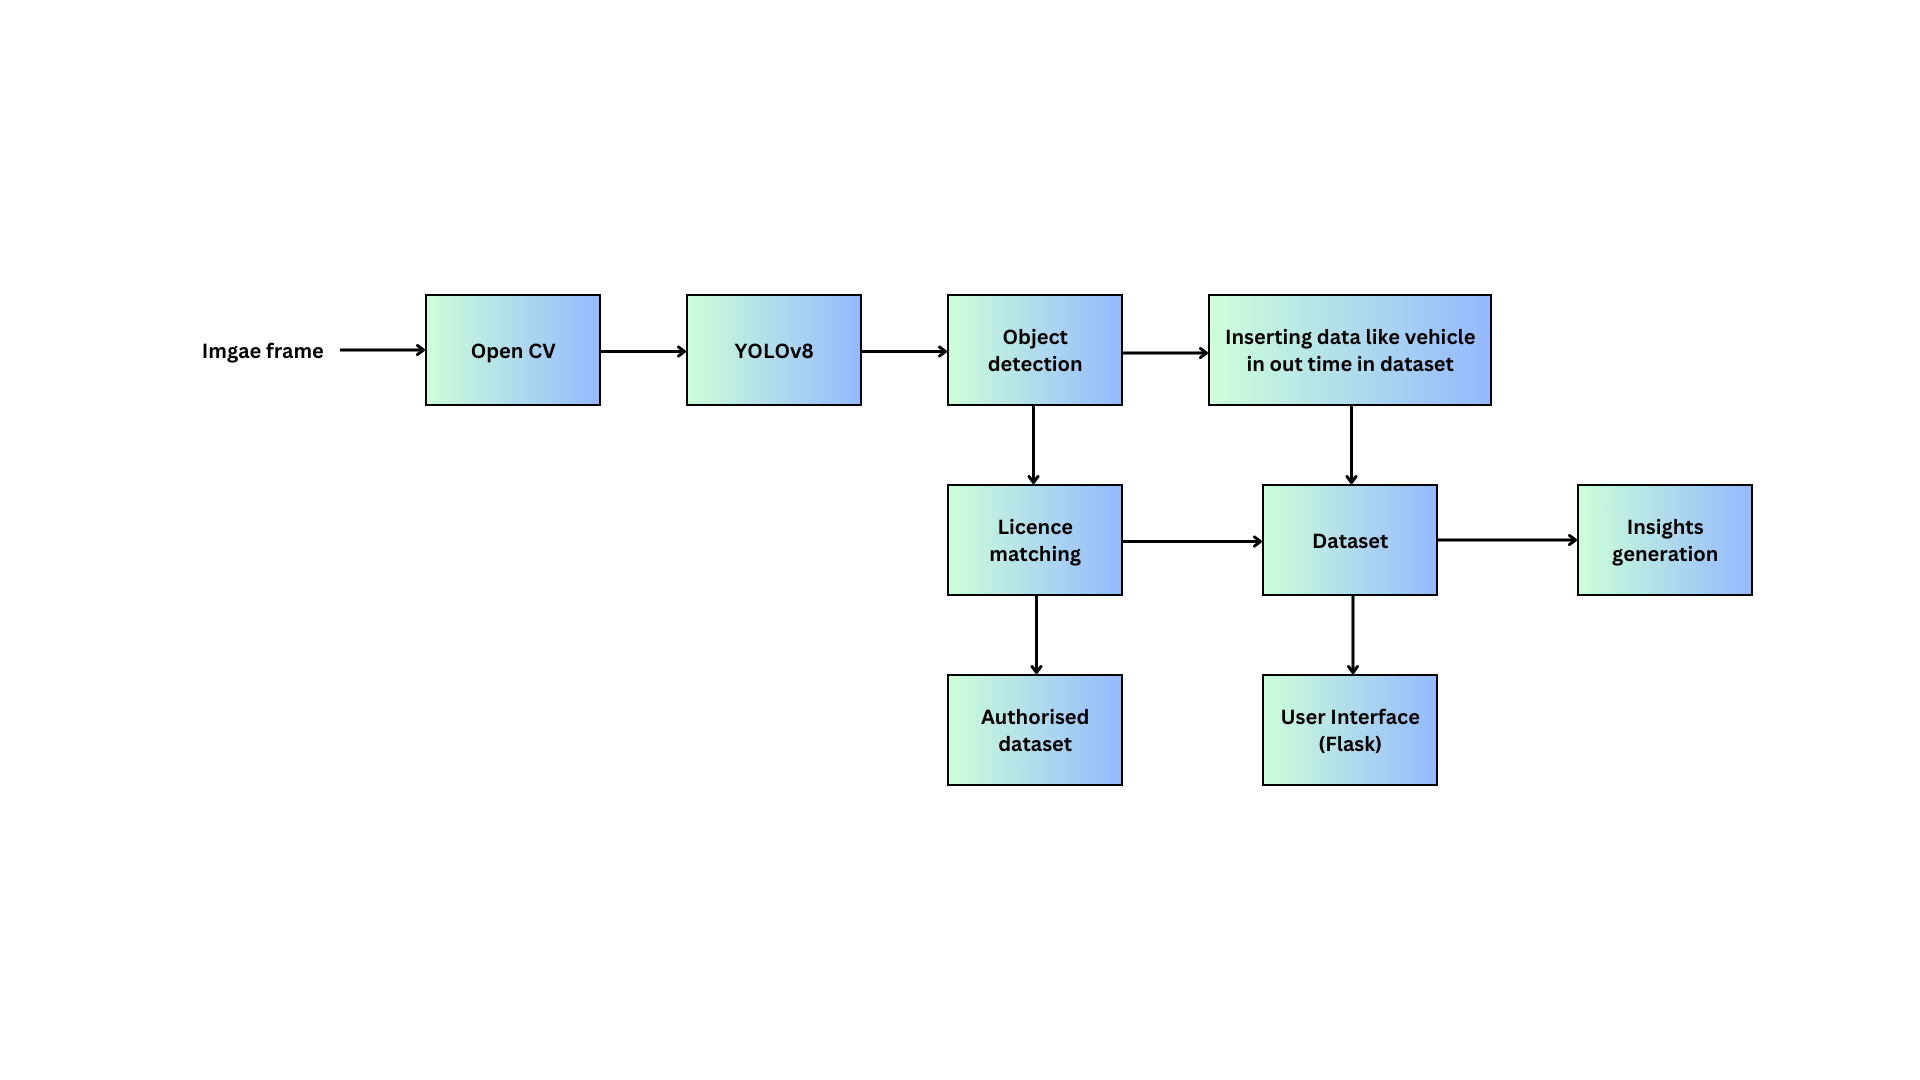 Imgae frame
Open CV
YOLOv8
Object
detection
Inserting data like vehicle
in out time in dataset
Licence
matching
Dataset
Insights
generation
Authorised
dataset
User Interface
(Flask)